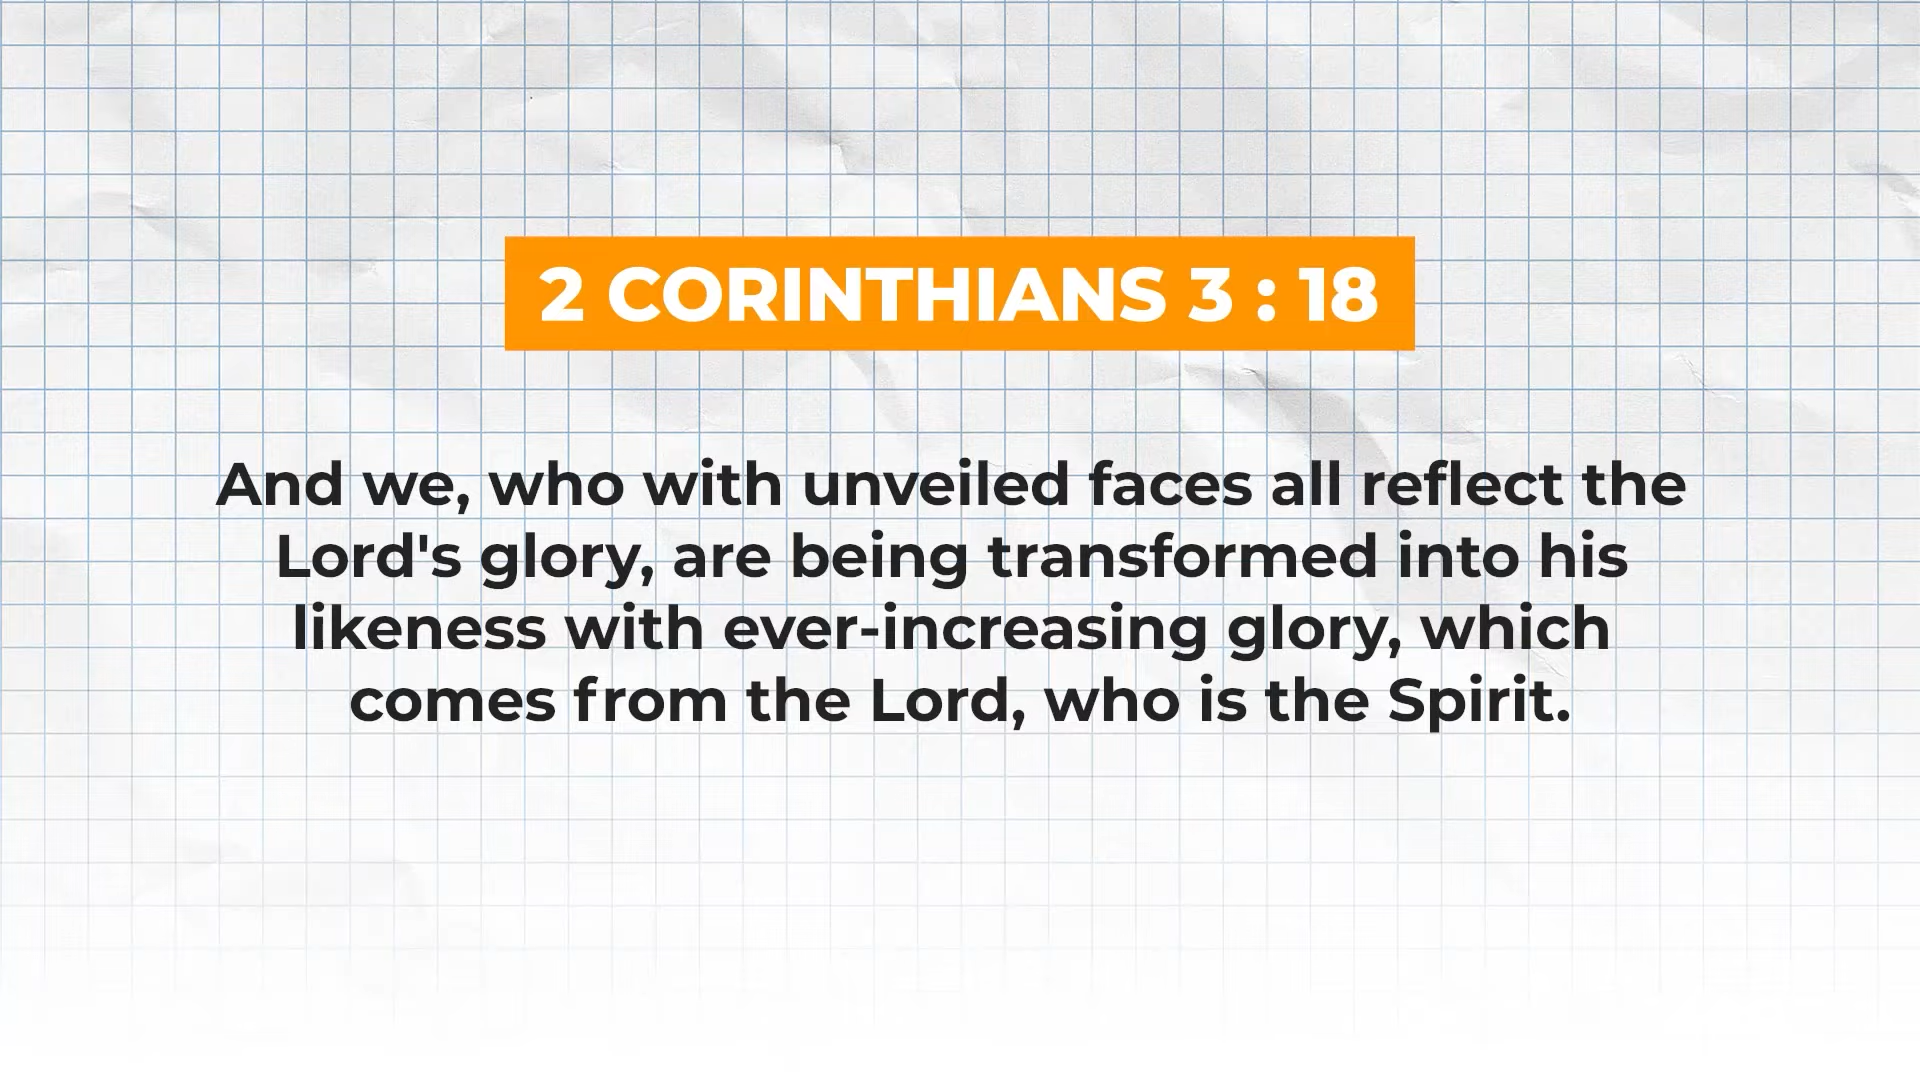 2 CORINTHIANS 3 : 18
And we, who with unveiled faces all reflect the
Lord's glory, are being transformed into his
likeness with ever-increasing glory, which
comes from the Lord, who is the Spirit.